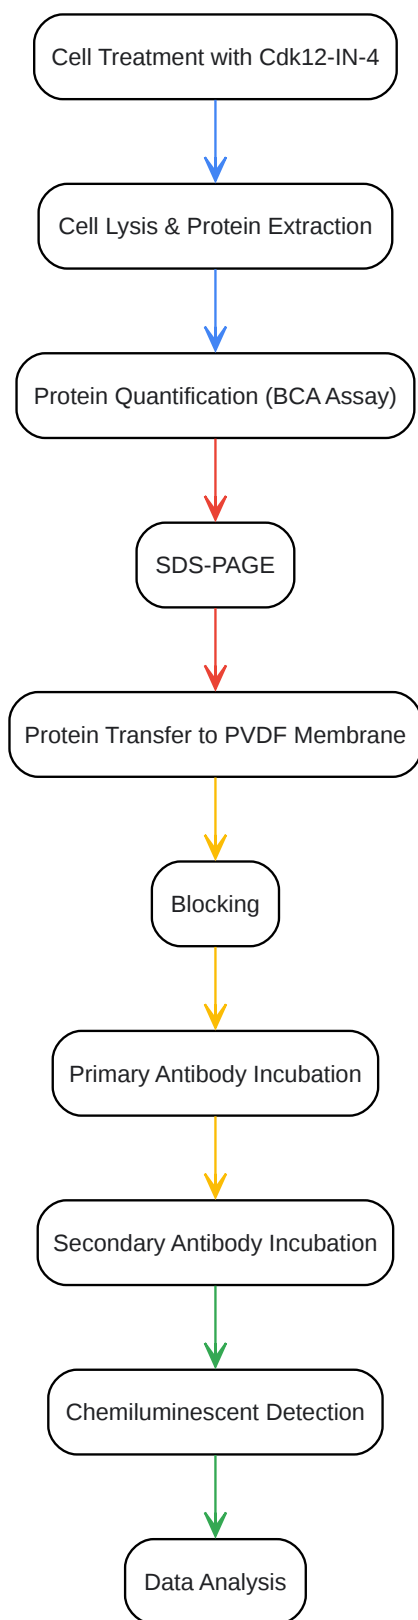 Cell Treatment with Cdk12-IN-4
Cell Lysis & Protein Extraction
Protein Quantification (BCA Assay)
SDS-PAGE
Protein Transfer to PVDF Membrane
Blocking
Primary Antibody Incubation
Secondary Antibody Incubation
Chemiluminescent Detection
Data Analysis